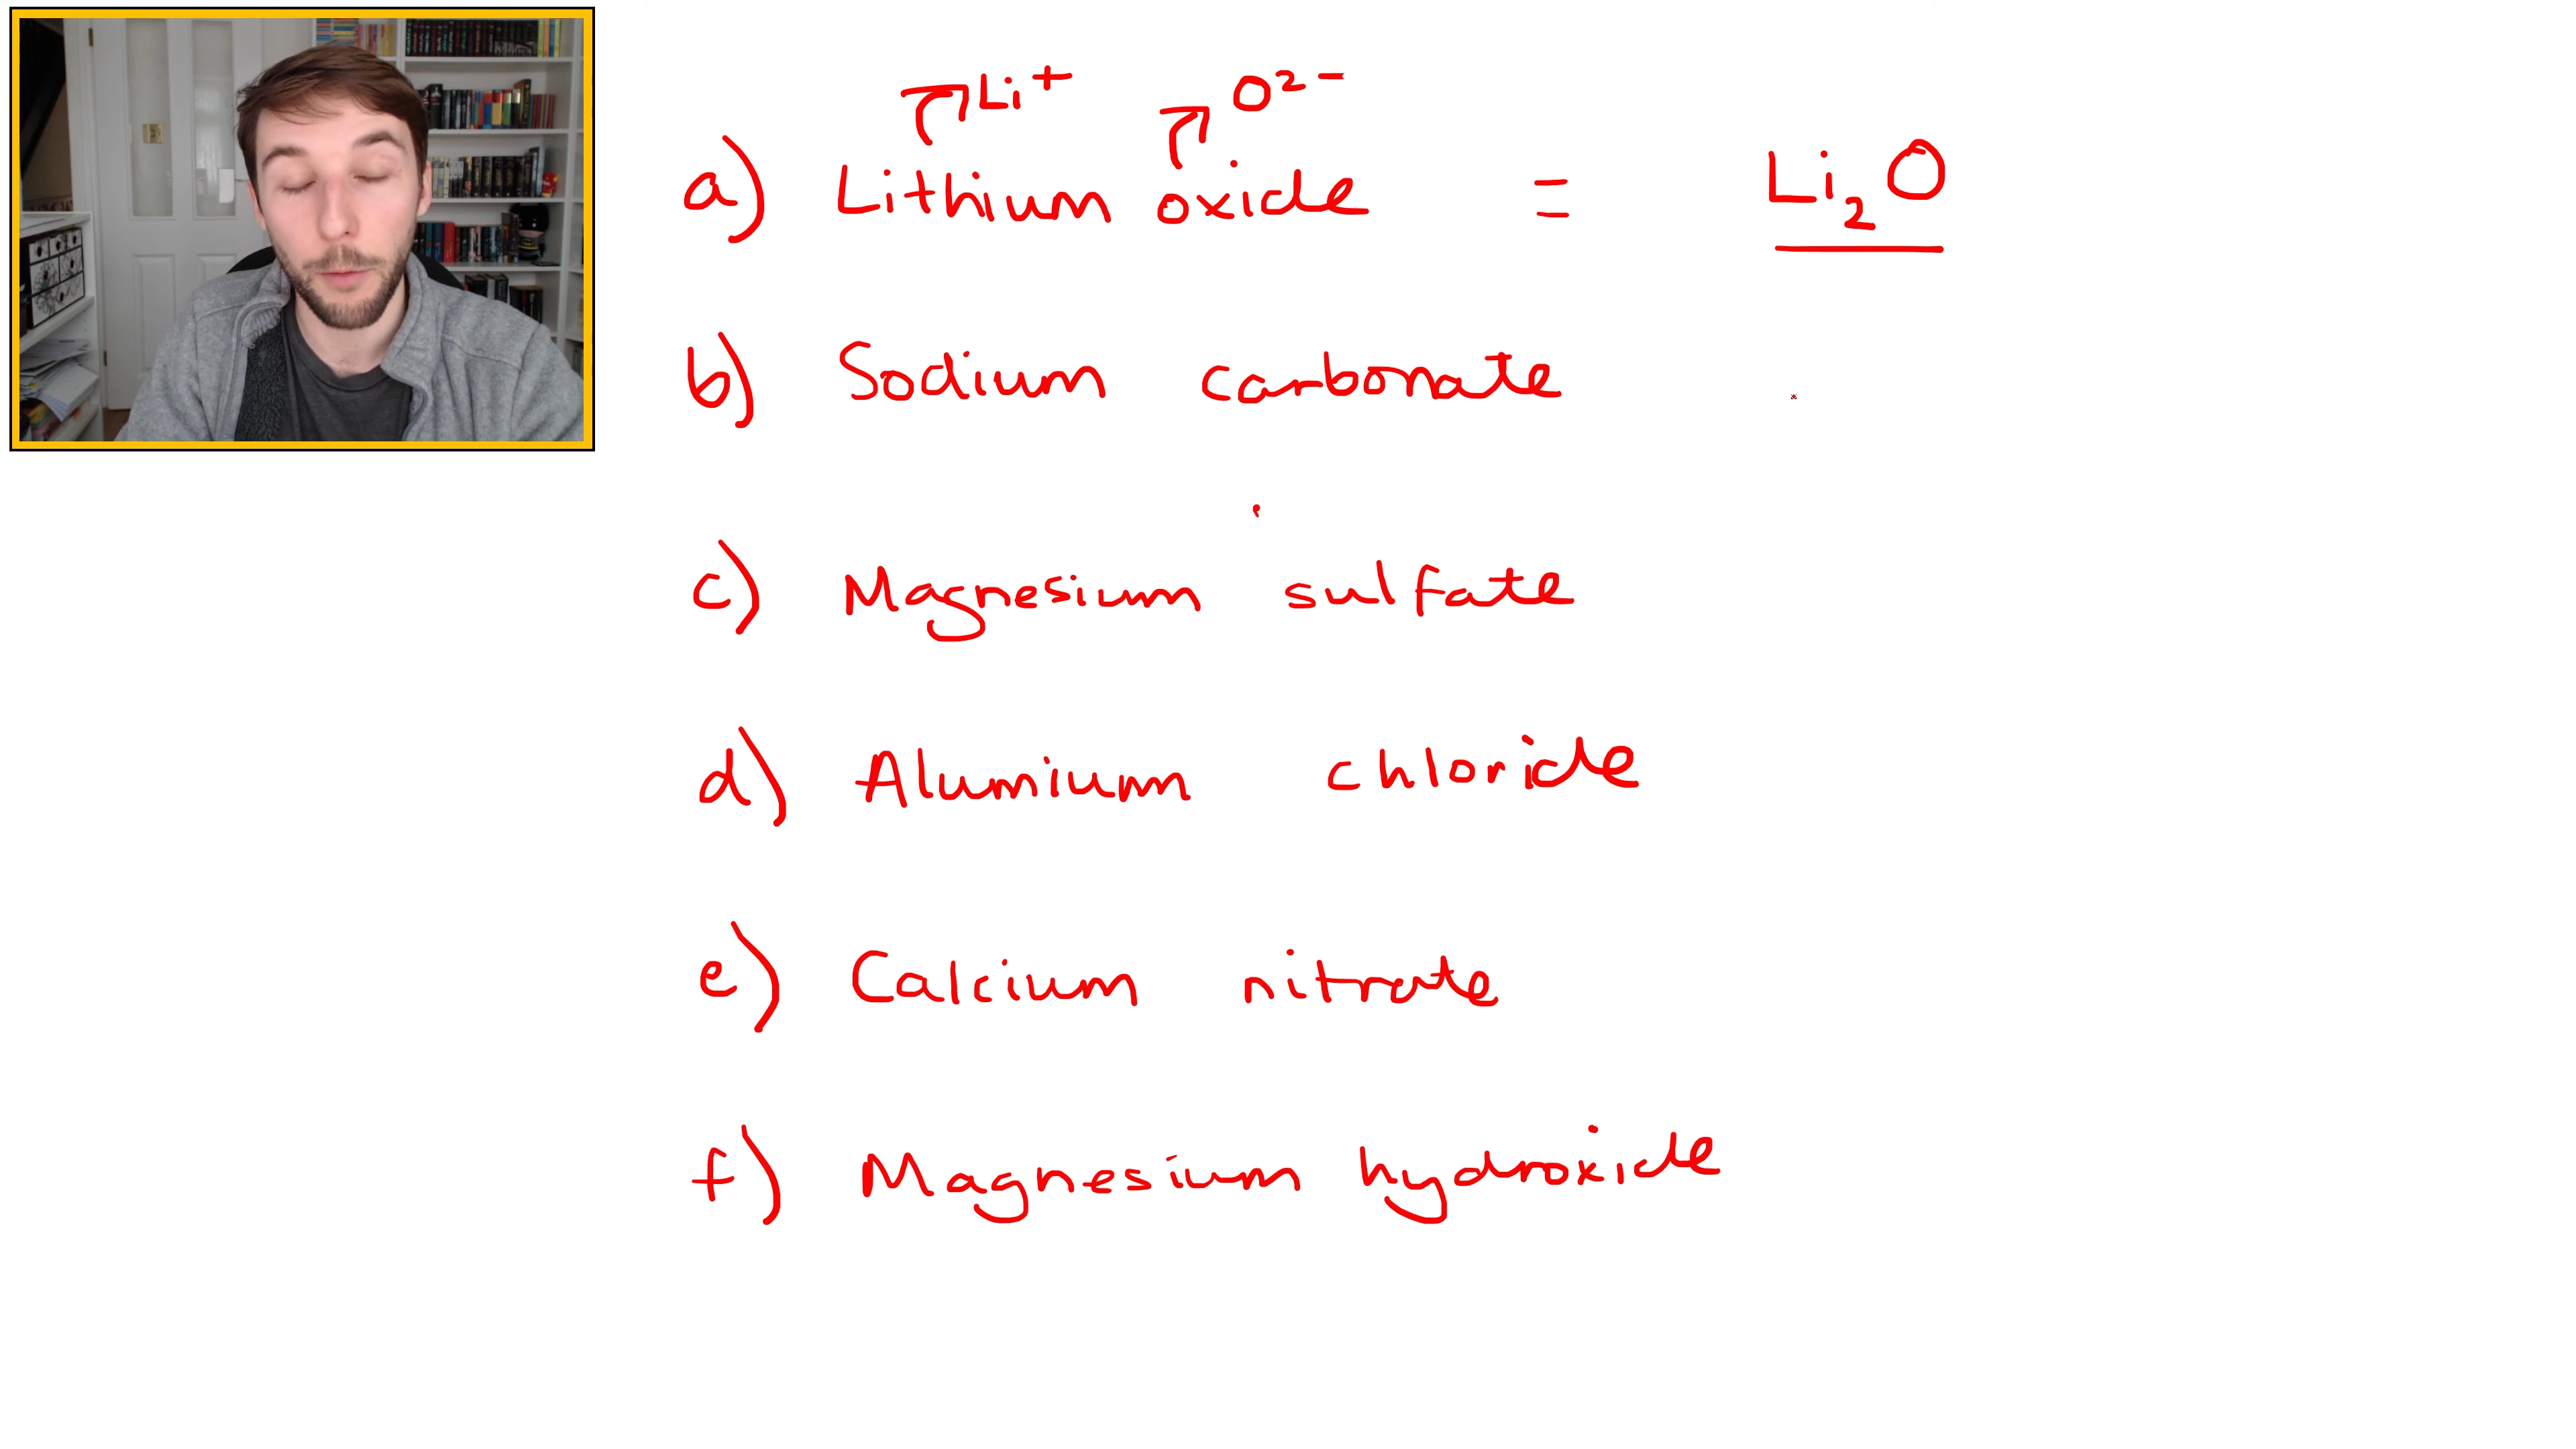 Li⁺ O²⁻
a) Lithium oxide = Li₂O
b) Sodium carbonate
c) Magnesium sulfate
d) Alumium chloride
e) Calcium nitrate
f) Magnesium hydroxide